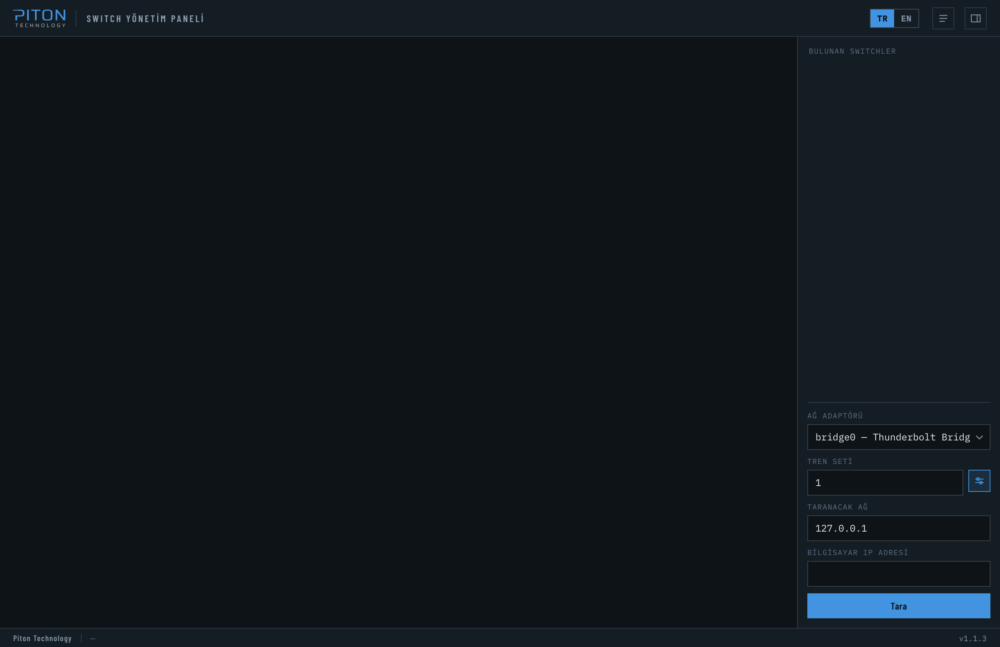 PITON
TECHNOLOGY
SWITCH YÖNETİM PANELİ
TR EN
BULUNAN SWITCHLER
AĞ ADAPTÖRÜ
bridge0 — Thunderbolt Bridg
TREN SETİ
1
TARANACAK AĞ
127.0.0.1
BİLGİSAYAR IP ADRESİ
Tara
Piton Technology | —
v1.1.3